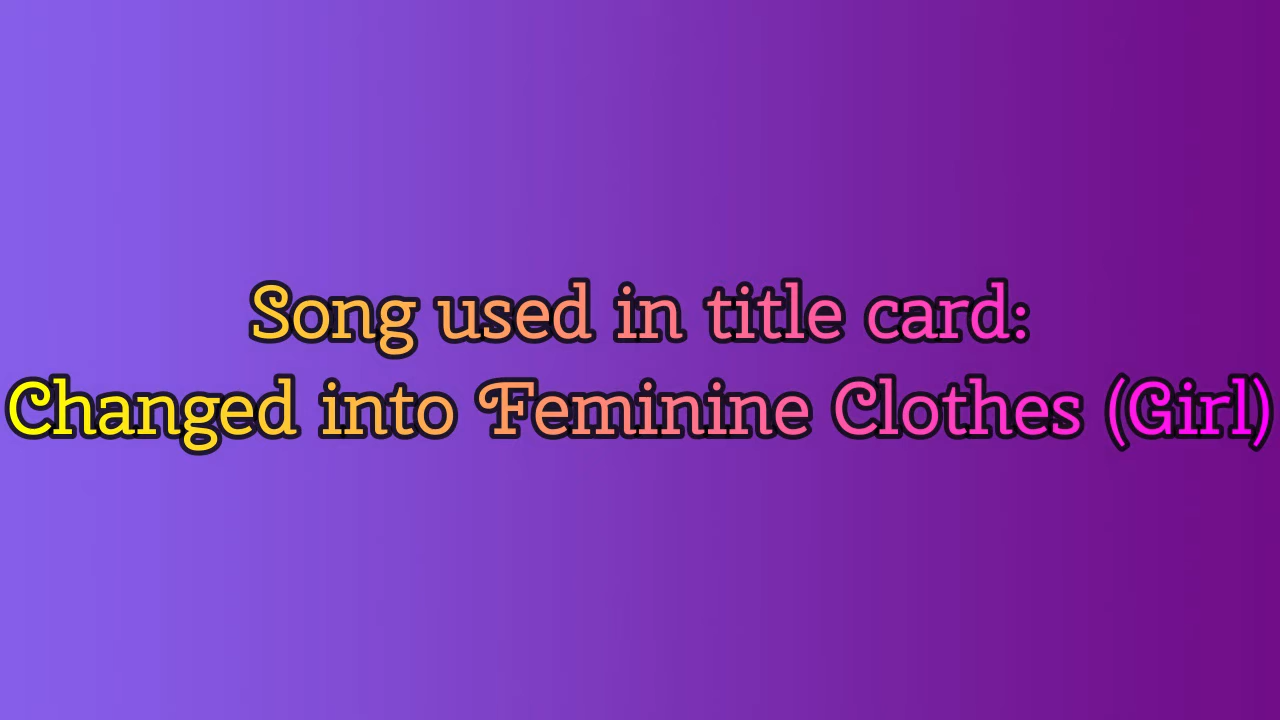 Song used in title card:
Changed into Feminine Clothes (Girl)